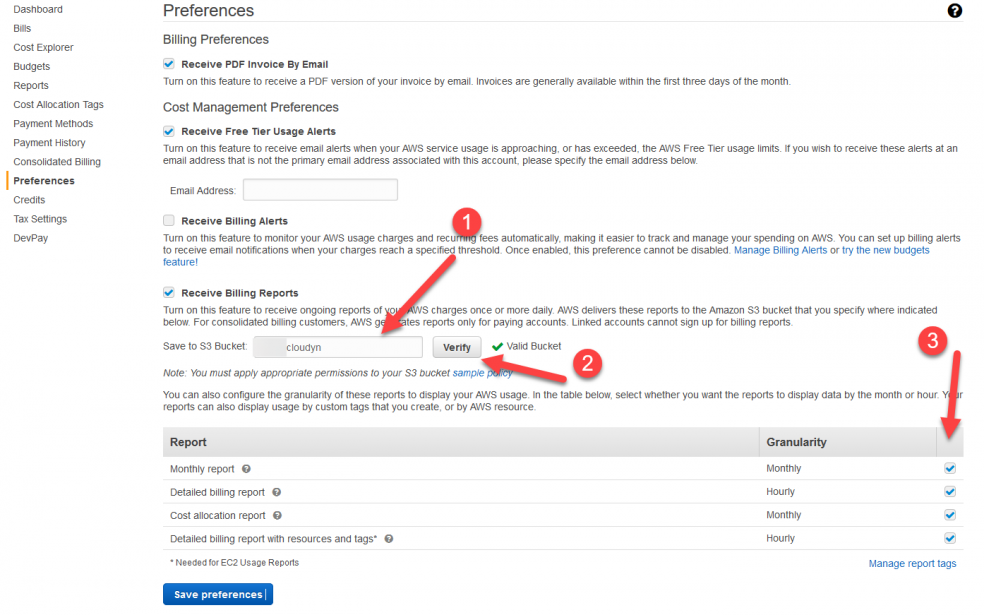 Dashboard
Bills
Cost Explorer
Budgets
Reports
Cost Allocation Tags
Payment Methods
Payment History
Consolidated Billing
Preferences
Credits
Tax Settings
DevPay
Preferences
?
Billing Preferences
Receive PDF Invoice By Email
Turn on this feature to receive a PDF version of your invoice by email. Invoices are generally available within the first three days of the month.
Cost Management Preferences
Receive Free Tier Usage Alerts
Turn on this feature to receive email alerts when your AWS service usage is approaching, or has exceeded, the AWS Free Tier usage limits. If you wish to receive these alerts at an
email address that is not the primary email address associated with this account, please specify the email address below.
Email Address:
Receive Billing Alerts
1
Turn on this feature to monitor your AWS usage charges and recurring fees automatically, making it easier to track and manage your spending on AWS. You can set up billing alerts
to receive email notifications when your charges reach a specified threshold. Once enabled, this preference cannot be disabled. Manage Billing Alerts or try the new budgets
feature!
Receive Billing Reports
Turn on this feature to receive ongoing reports of your AWS charges once or more daily. AWS delivers these reports to the Amazon S3 bucket that you specify where indicated
below. For consolidated billing customers, AWS generates reports only for paying accounts. Linked accounts cannot sign up for billing reports.
Save to S3 Bucket: cloudyn Verify Valid Bucket
3
2
Note: You must apply appropriate permissions to your S3 bucket sample policy
You can also configure the granularity of these reports to display your AWS usage. In the table below, select whether you want the reports to display data by the month or hour. Your
reports can also display usage by custom tags that you create, or by AWS resource.
Report Granularity
Monthly report ? Monthly
Detailed billing report ? Hourly
Cost allocation report ? Monthly
Detailed billing report with resources and tags* ? Hourly
* Needed for EC2 Usage Reports
Manage report tags
Save preferences